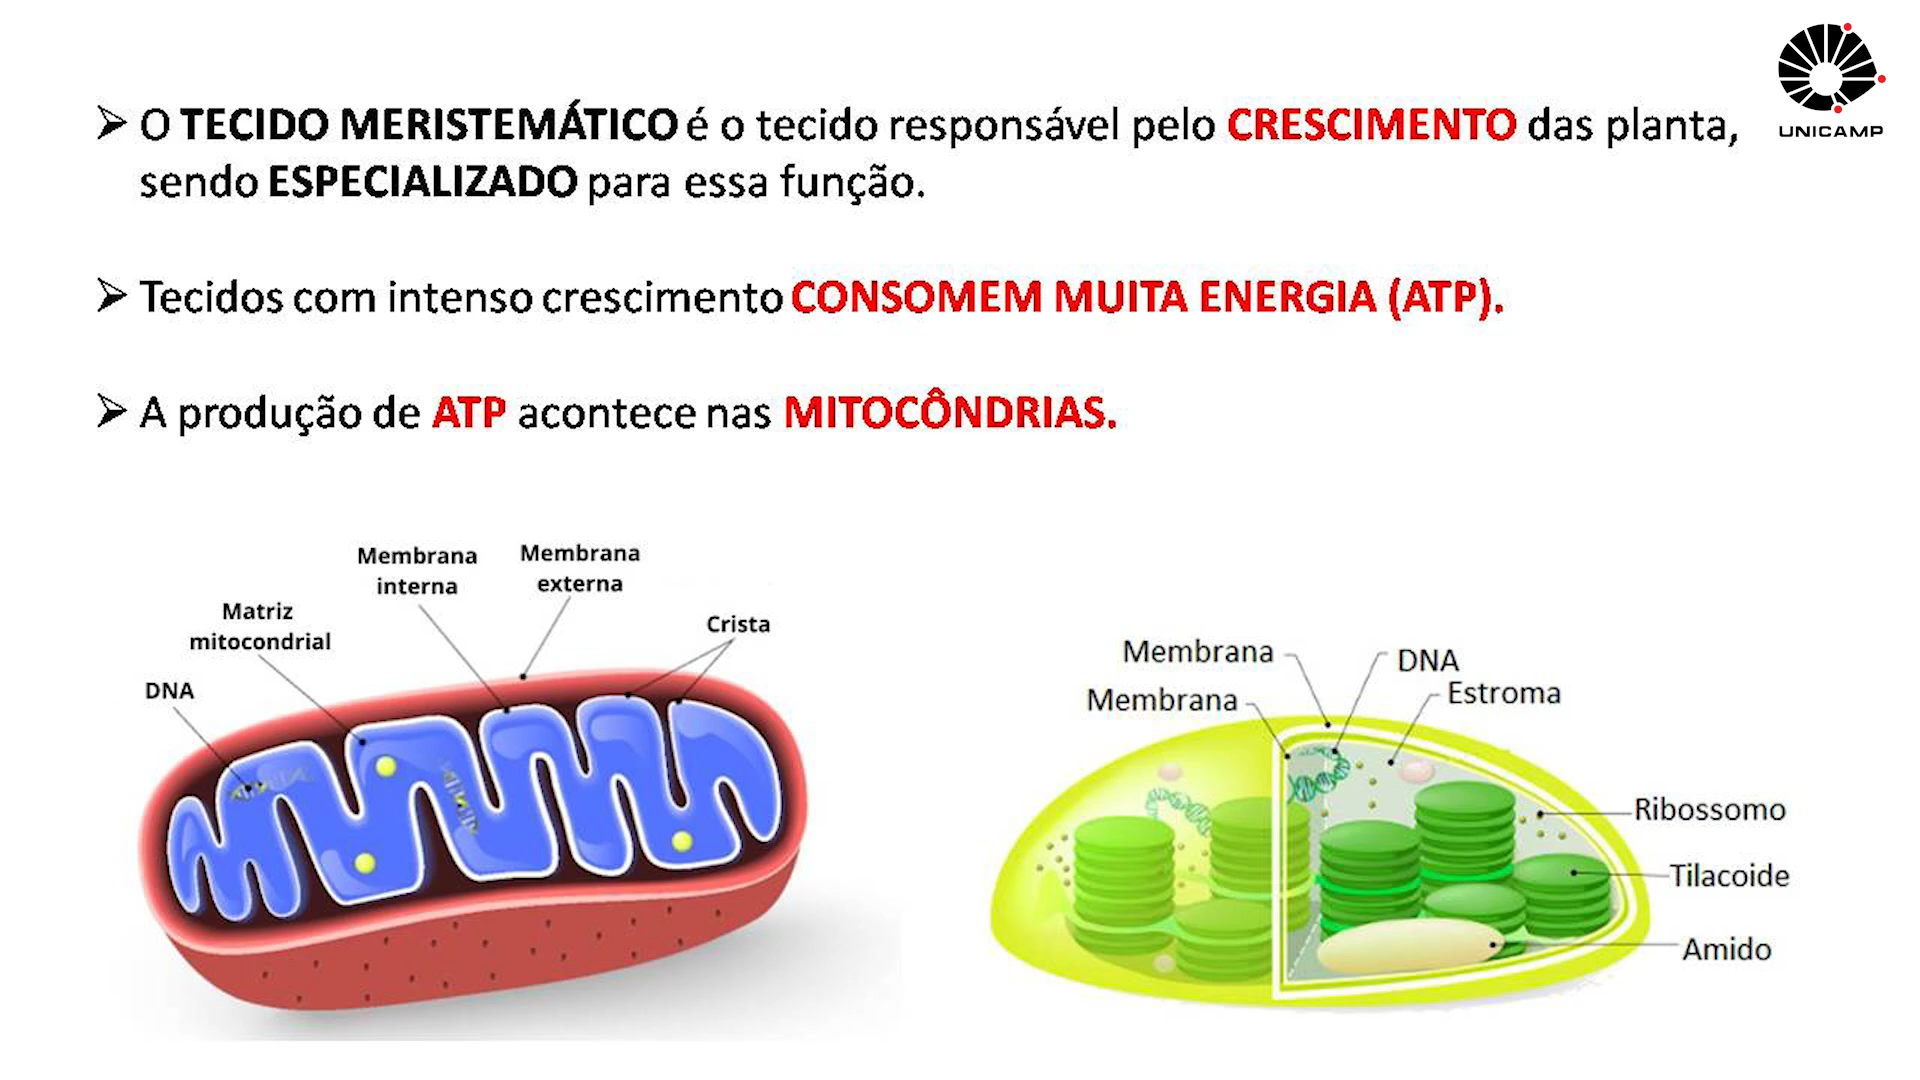 O TECIDO MERISTEMÁTICO é o tecido responsável pelo CRESCIMENTO das planta,
sendo ESPECIALIZADO para essa função.
Tecidos com intenso crescimento CONSOMEM MUITA ENERGIA (ATP).
A produção de ATP acontece nas MITOCÔNDRIAS.
UNICAMP
Membrana
interna
Membrana
externa
Matriz
mitocondrial
Crista
DNA
Membrana
DNA
Membrana
Estroma
Ribossomo
Tilacoide
Amido